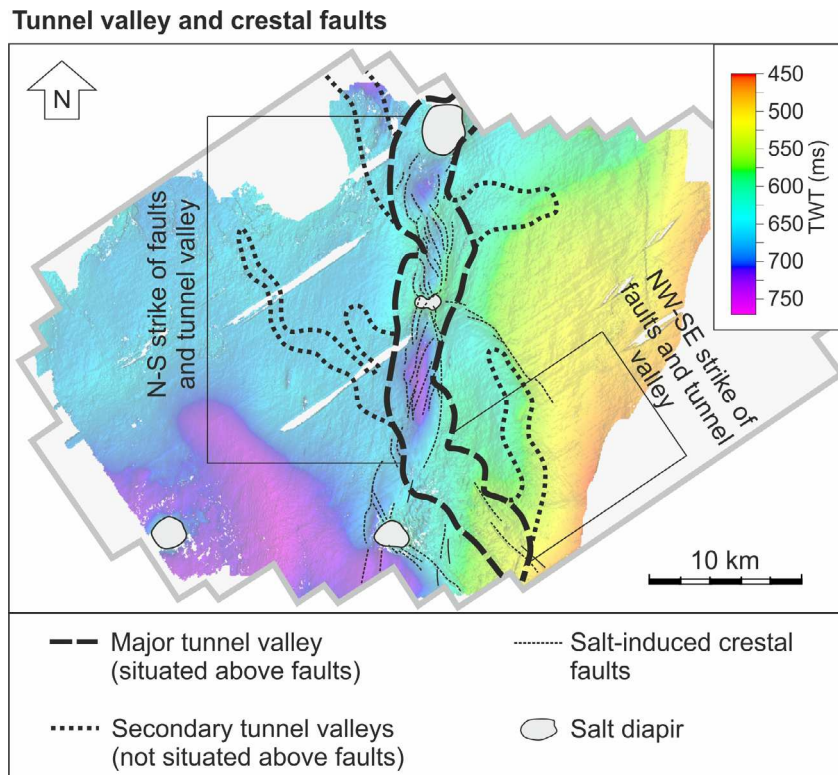 Tunnel valley and crestal faults
N
450
500
550
600
650
700
750
TWT (ms)
N-S strike of faults
and tunnel valley
NW-SE strike of
faults and tunnel
valley
10 km
Major tunnel valley
(situated above faults)
Secondary tunnel valleys
(not situated above faults)
Salt-induced crestal
faults
Salt diapir